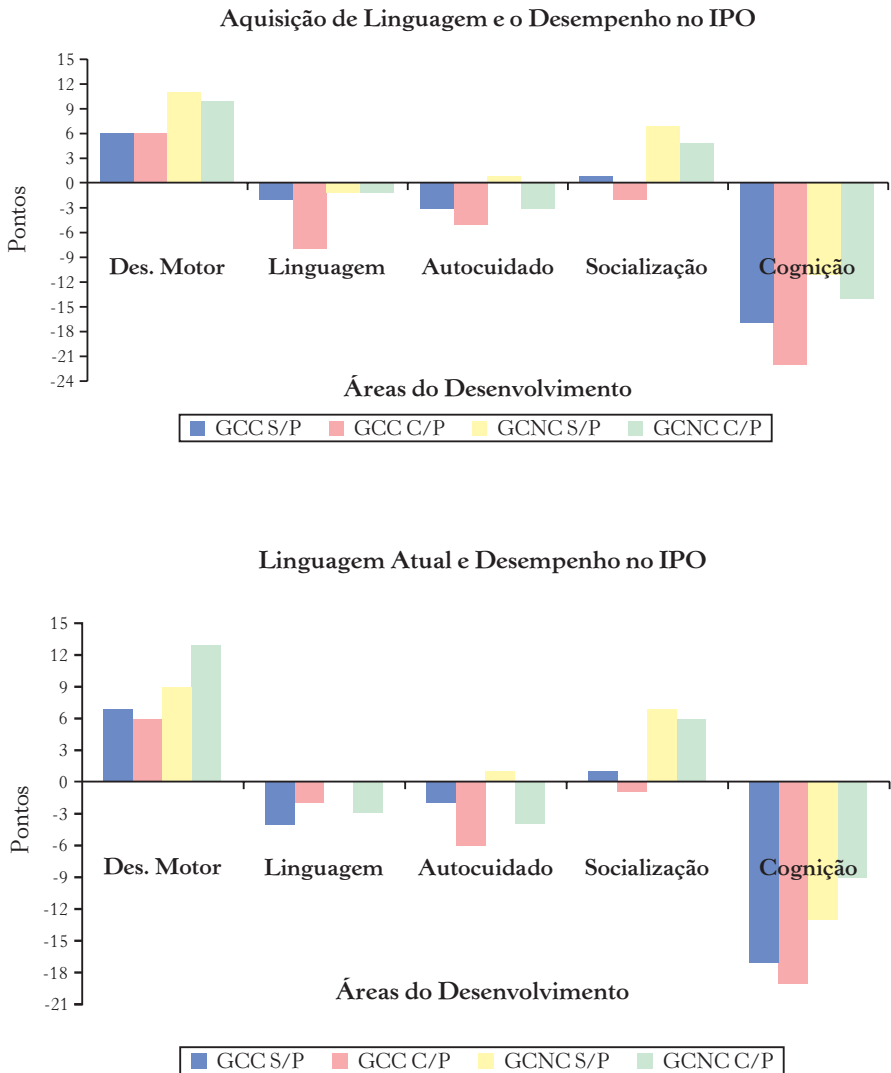 Aquisição de Linguagem e o Desempenho no IPO
15
12
9
6
3
0
-3
-6
-9
-12
-15
-18
-21
-24
Pontos
Des. Motor Linguagem Autocuidado Socialização Cognição
Áreas do Desenvolvimento
GCC S/P GCC C/P GCNC S/P GCNC C/P
Linguagem Atual e Desempenho no IPO
15
12
9
6
3
0
-3
-6
-9
-12
-15
-18
-21
Pontos
Des. Motor Linguagem Autocuidado Socialização Cognição
Áreas do Desenvolvimento
GCC S/P GCC C/P GCNC S/P GCNC C/P